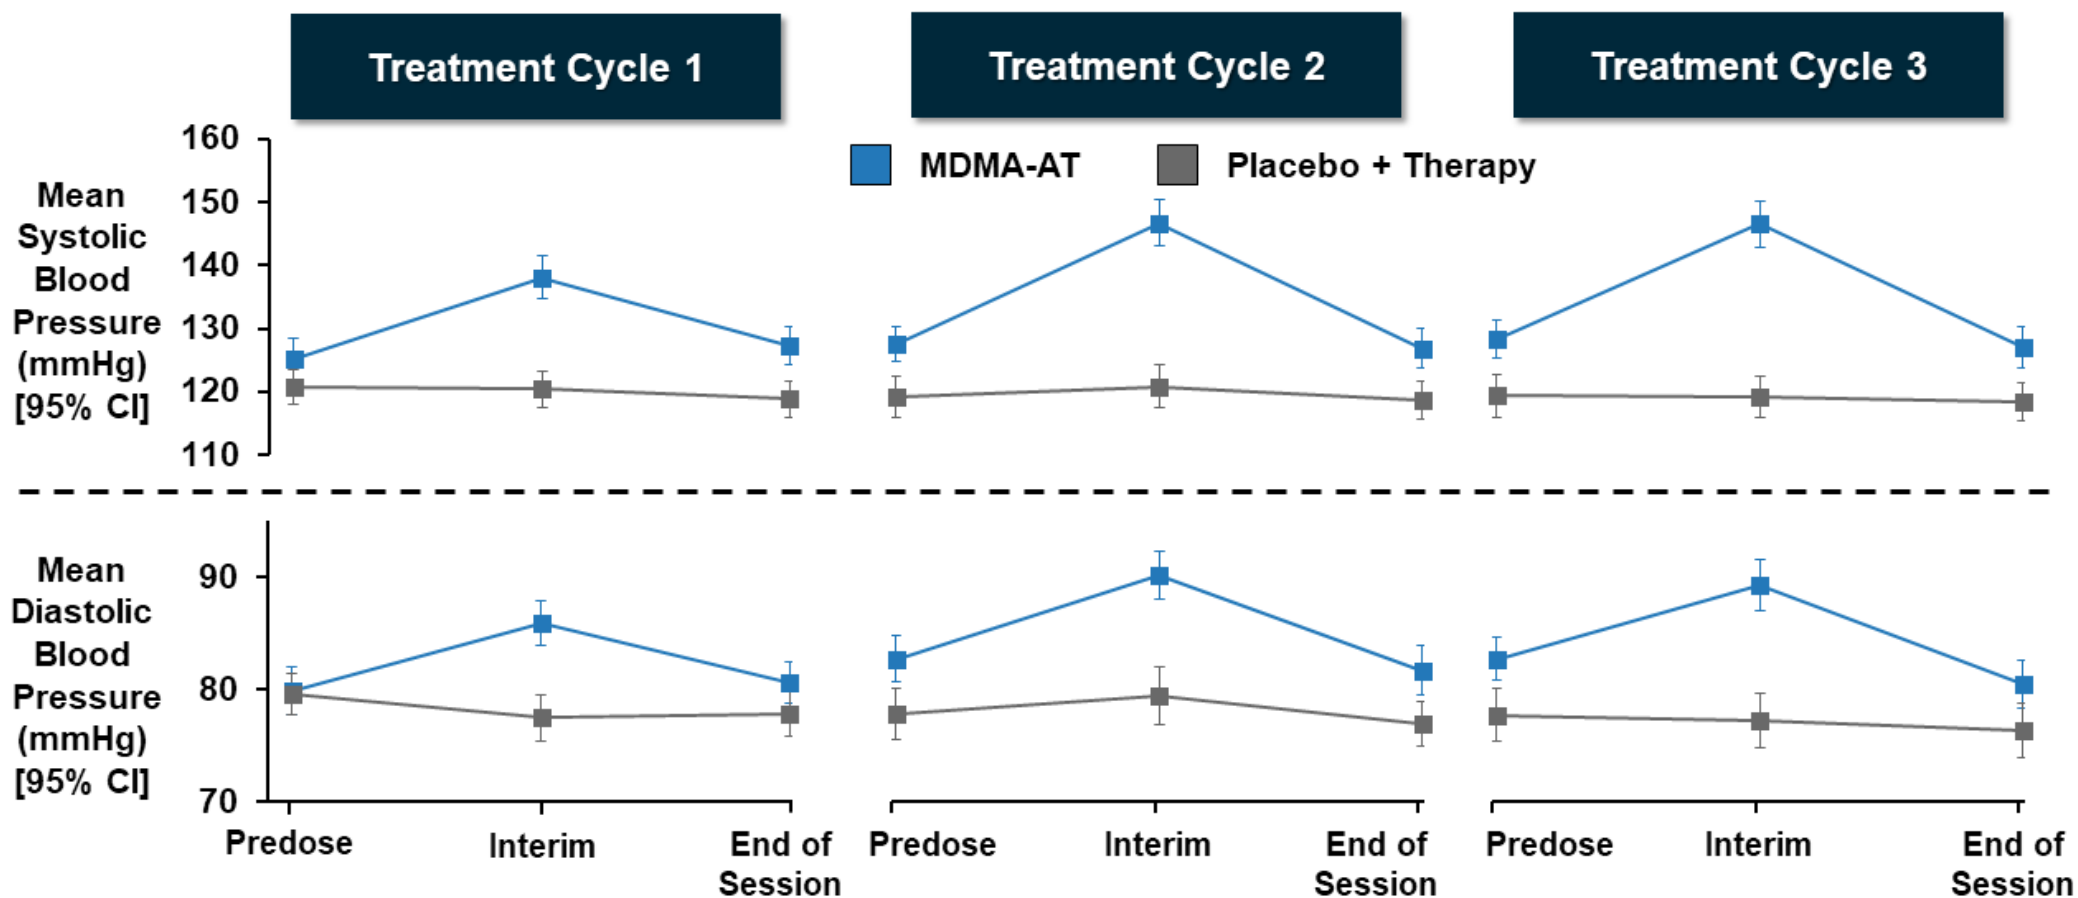 Treatment Cycle 1
Treatment Cycle 2
Treatment Cycle 3
MDMA-AT
Placebo + Therapy
Mean
Systolic
Blood
Pressure
(mmHg)
[95% CI]
160
150
140
130
120
110
Mean
Diastolic
Blood
Pressure
(mmHg)
[95% CI]
90
80
70
Predose
Interim
End of
Session
Predose
Interim
End of
Session
Predose
Interim
End of
Session